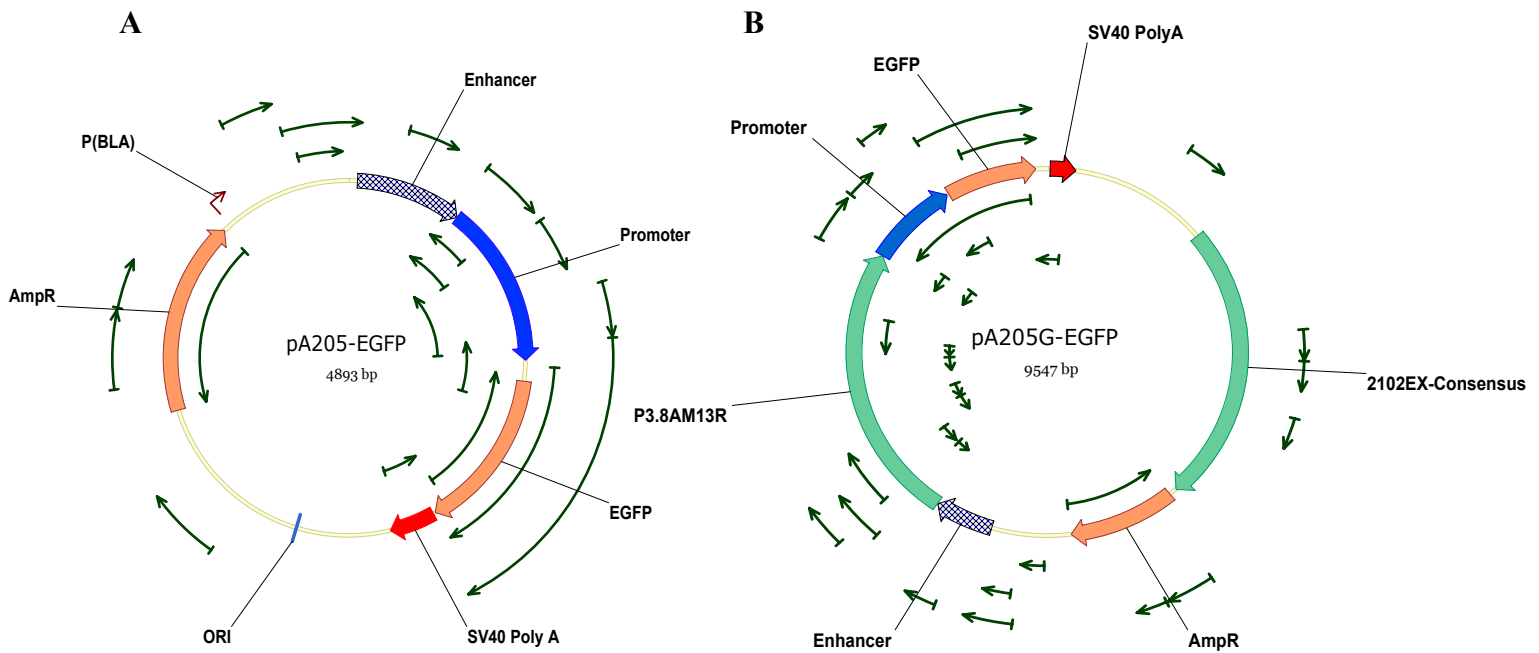 A
Enhancer
P(BLA)
Promoter
AmpR
pA205-EGFP
4893 bp
EGFP
ORI
SV40 Poly A
B
SV40 PolyA
EGFP
Promoter
pA205G-EGFP
9547 bp
2102EX-Consensus
P3.8AM13R
Enhancer
AmpR